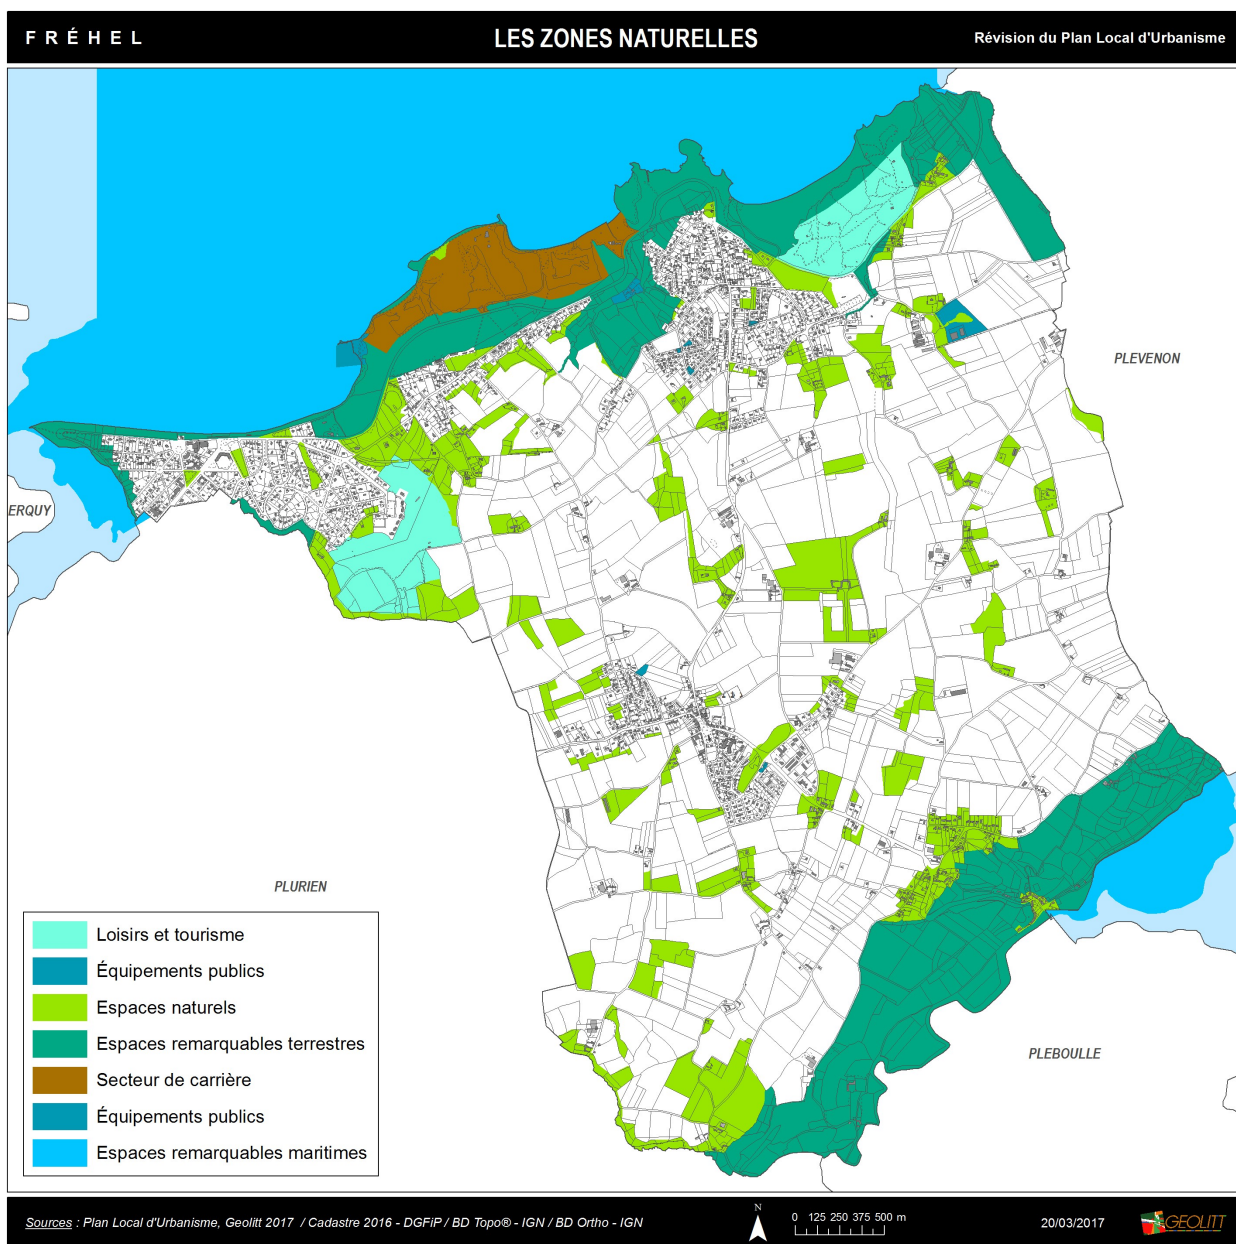 FRÉHEL
LES ZONES NATURELLES
Révision du Plan Local d'Urbanisme
PLEVENON
ERQUY
PLURIEN
PLEBOULLE
Loisirs et tourisme
Équipements publics
Espaces naturels
Espaces remarquables terrestres
Secteur de carrière
Équipements publics
Espaces remarquables maritimes
Sources : Plan Local d'Urbanisme, Geolitt 2017 / Cadastre 2016 - DGFiP / BD Topo® - IGN / BD Ortho - IGN
N
0 125 250 375 500 m
20/03/2017
GEOLITT